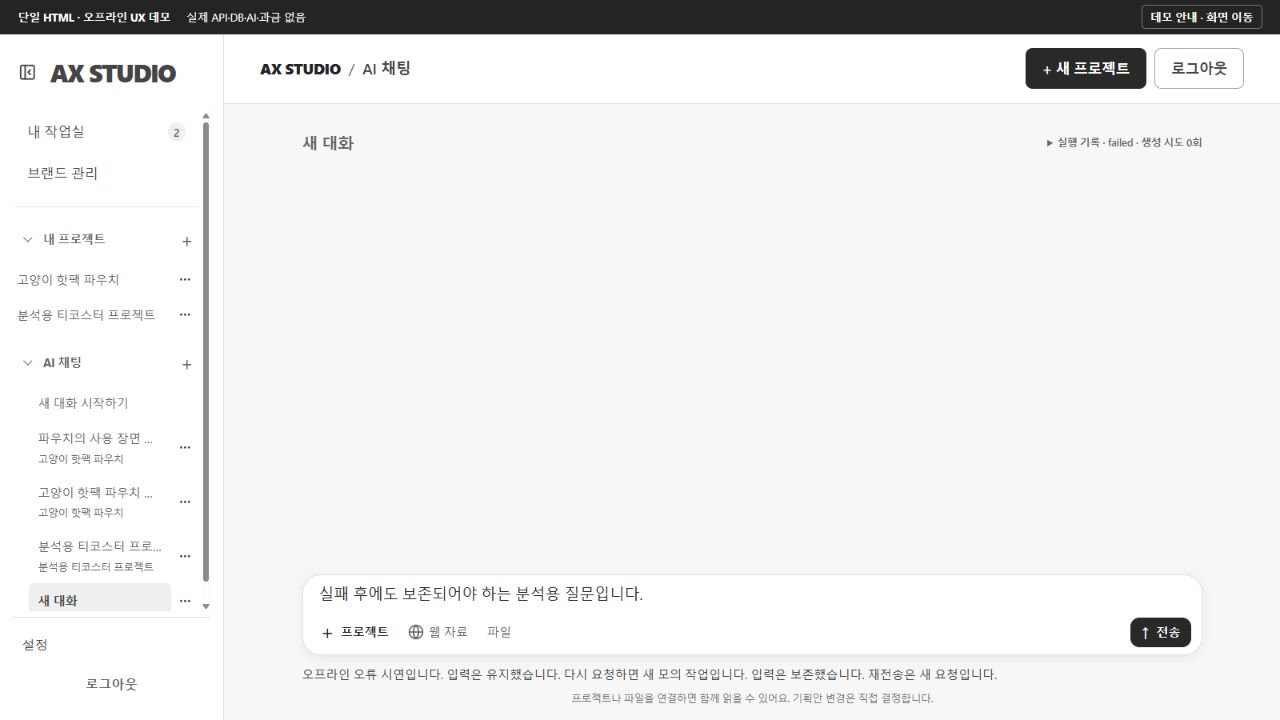 단일 HTML · 오프라인 UX 데모 실제 API·DB·AI·과금 없음 데모 안내 · 화면 이동
AX STUDIO
AX STUDIO / AI 채팅
+ 새 프로젝트
로그아웃
내 작업실 2
브랜드 관리
내 프로젝트 +
고양이 핫팩 파우치 ···
분석용 티코스터 프로젝트 ···
AI 채팅 +
새 대화 시작하기
파우치의 사용 장면 ... ···
고양이 핫팩 파우치
고양이 핫팩 파우치 ... ···
고양이 핫팩 파우치
분석용 티코스터 프로... ···
분석용 티코스터 프로젝트
새 대화 ···
설정
로그아웃
새 대화
▶ 실행 기록 · failed · 생성 시도 0회
실패 후에도 보존되어야 하는 분석용 질문입니다.
+ 프로젝트 웹 자료 파일 ↑ 전송
오프라인 오류 시연입니다. 입력은 유지했습니다. 다시 요청하면 새 모의 작업입니다. 입력은 보존했습니다. 재전송은 새 요청입니다.
프로젝트나 파일을 연결하면 함께 읽을 수 있어요. 기획안 변경은 직접 결정합니다.